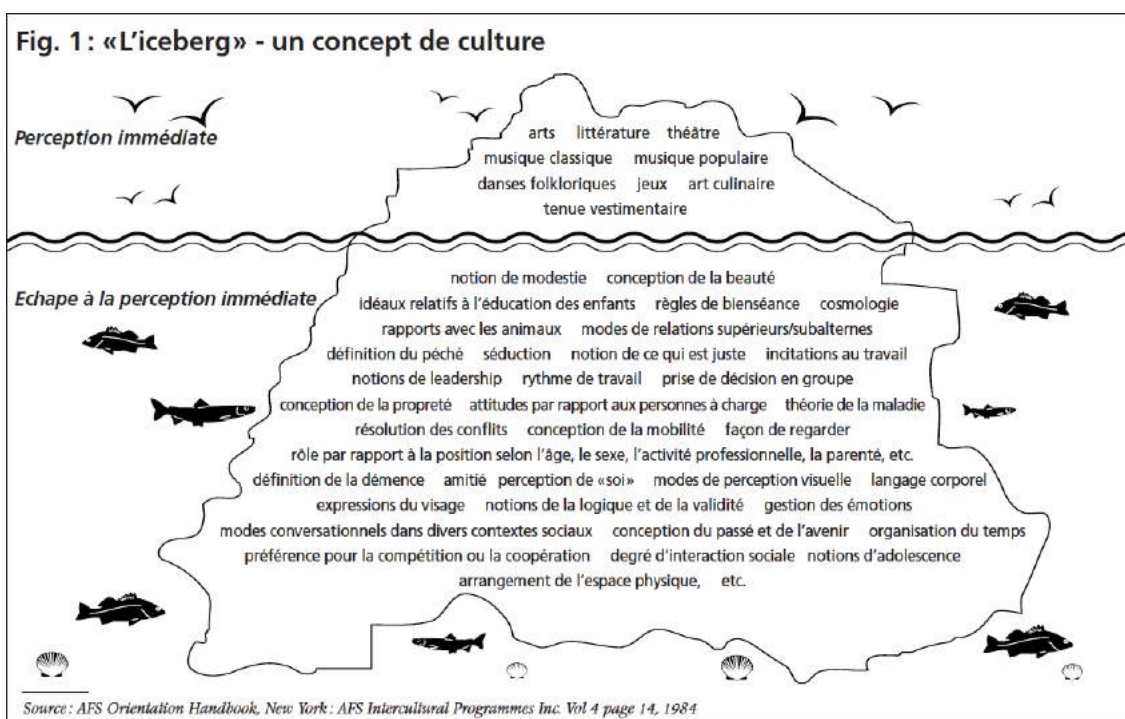 Fig. 1 : «L'iceberg» - un concept de culture
Perception immédiate
arts littérature théâtre
musique classique musique populaire
danses folkloriques jeux art culinaire
tenue vestimentaire
Echape à la perception immédiate
notion de modestie conception de la beauté
idéaux relatifs à l'éducation des enfants règles de bienséance cosmologie
rapports avec les animaux modes de relations supérieurs/subalternes
définition du péché séduction notion de ce qui est juste incitations au travail
notions de leadership rythme de travail prise de décision en groupe
conception de la propreté attitudes par rapport aux personnes à charge théorie de la maladie
résolution des conflits conception de la mobilité façon de regarder
rôle par rapport à la position selon l'âge, le sexe, l'activité professionnelle, la parenté, etc.
définition de la démence amitié perception de «soi» modes de perception visuelle langage corporel
expressions du visage notions de la logique et de la validité gestion des émotions
modes conversationnels dans divers contextes sociaux conception du passé et de l'avenir organisation du temps
préférence pour la compétition ou la coopération degré d'interaction sociale notions d'adolescence
arrangement de l'espace physique, etc.
Source : AFS Orientation Handbook, New York : AFS Intercultural Programmes Inc. Vol 4 page 14, 1984